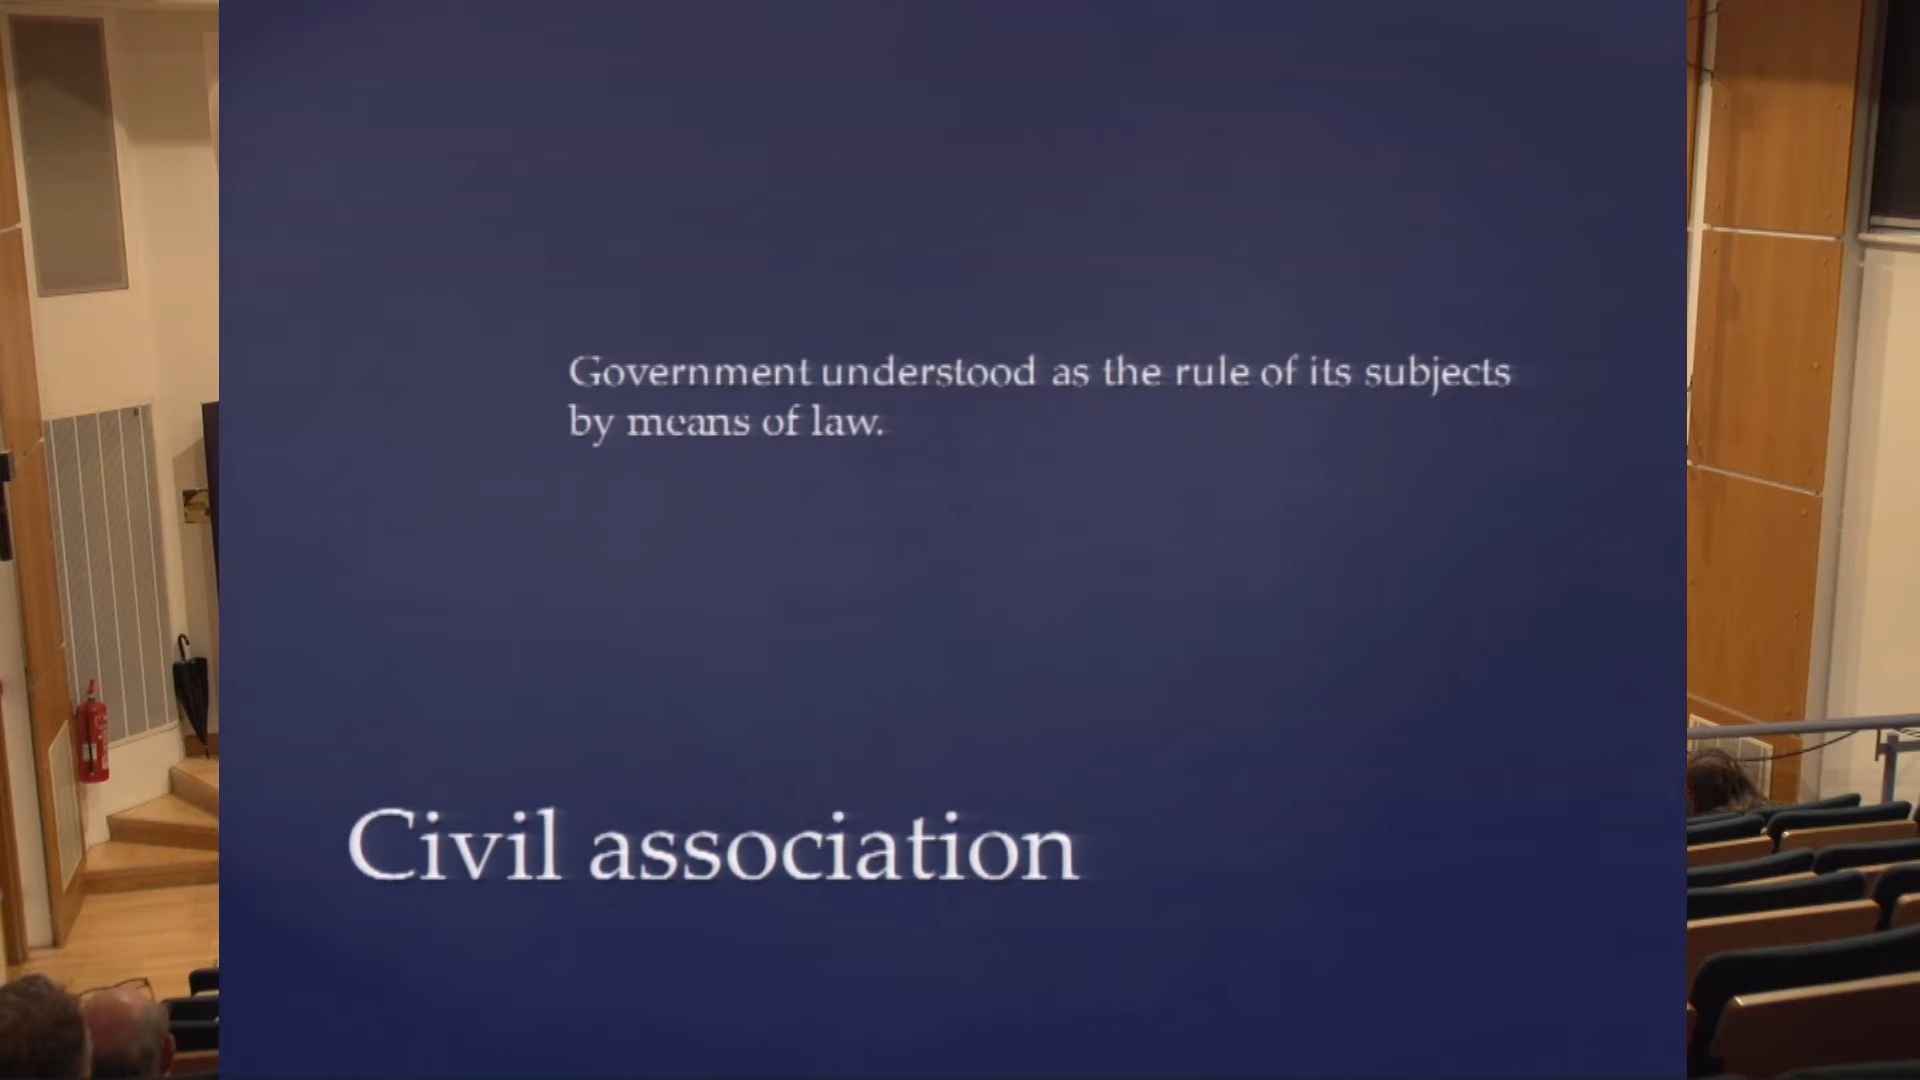 Government understood as the rule of its subjects
by means of law.
Civil association